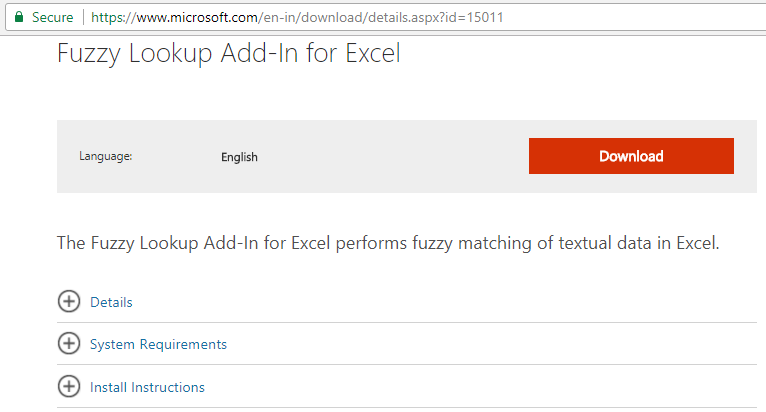 Secure https://www.microsoft.com/en-in/download/details.aspx?id=15011
Fuzzy Lookup Add-In for Excel
Language: English Download
The Fuzzy Lookup Add-In for Excel performs fuzzy matching of textual data in Excel.
Details
System Requirements
Install Instructions